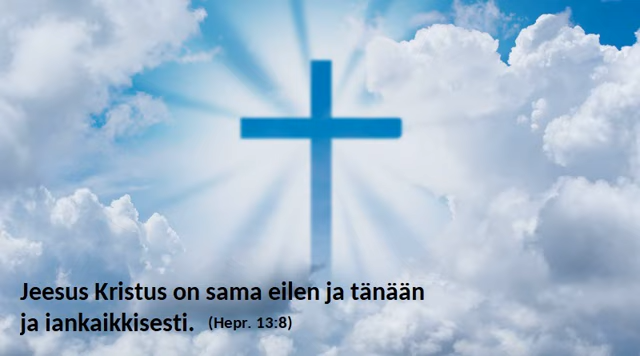 Jeesus Kristus on sama eilen ja tänään
ja iankaikkisesti. (Hepr. 13:8)